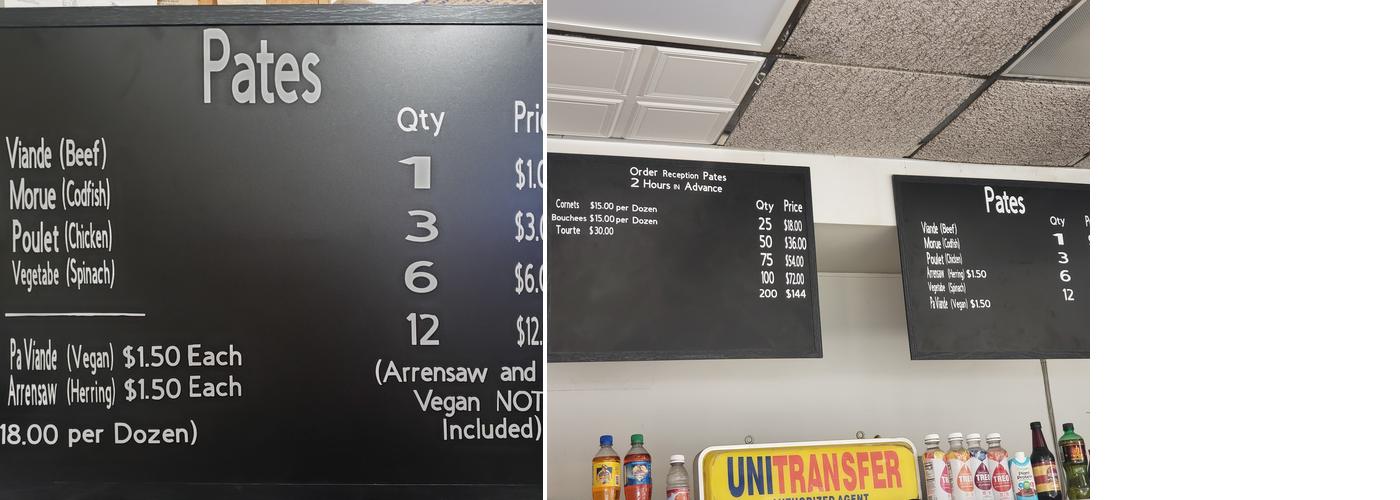 Pates
Qty
Viande (Beef)
1
Morue (Codfish)
3
Poulet (Chicken)
6
Vegetabe (Spinach)
12
Pa Viande (Vegan) $1.50 Each
Arrensaw (Herring) $1.50 Each
18.00 per Dozen)
(Arrensaw and
Vegan NOT
Included)
Order Reception Pates
2 Hours IN Advance
Cornets $15.00 per Dozen
Bouchees $15.00 per Dozen
Tourte $30.00
Qty Price
25 $18.00
50 $36.00
75 $54.00
100 $72.00
200 $144
Pates
Qty
Viande (Beef)
1
Morue (Codfish)
3
Poulet (Chicken)
Arrensaw (Herring) $1.50
6
Vegetabe (Spinach)
12
Pa Viande (Vegan) $1.50
UNITRANSFER
AUTHORIZED AGENT